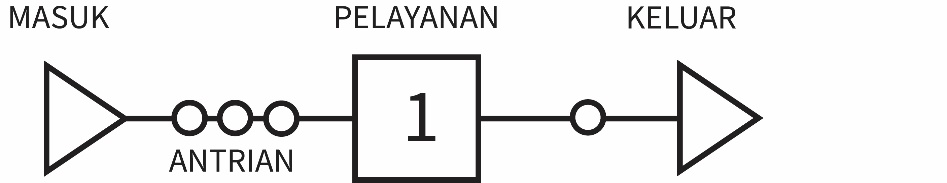 MASUK
PELAYANAN
KELUAR
1
ANTRIAN